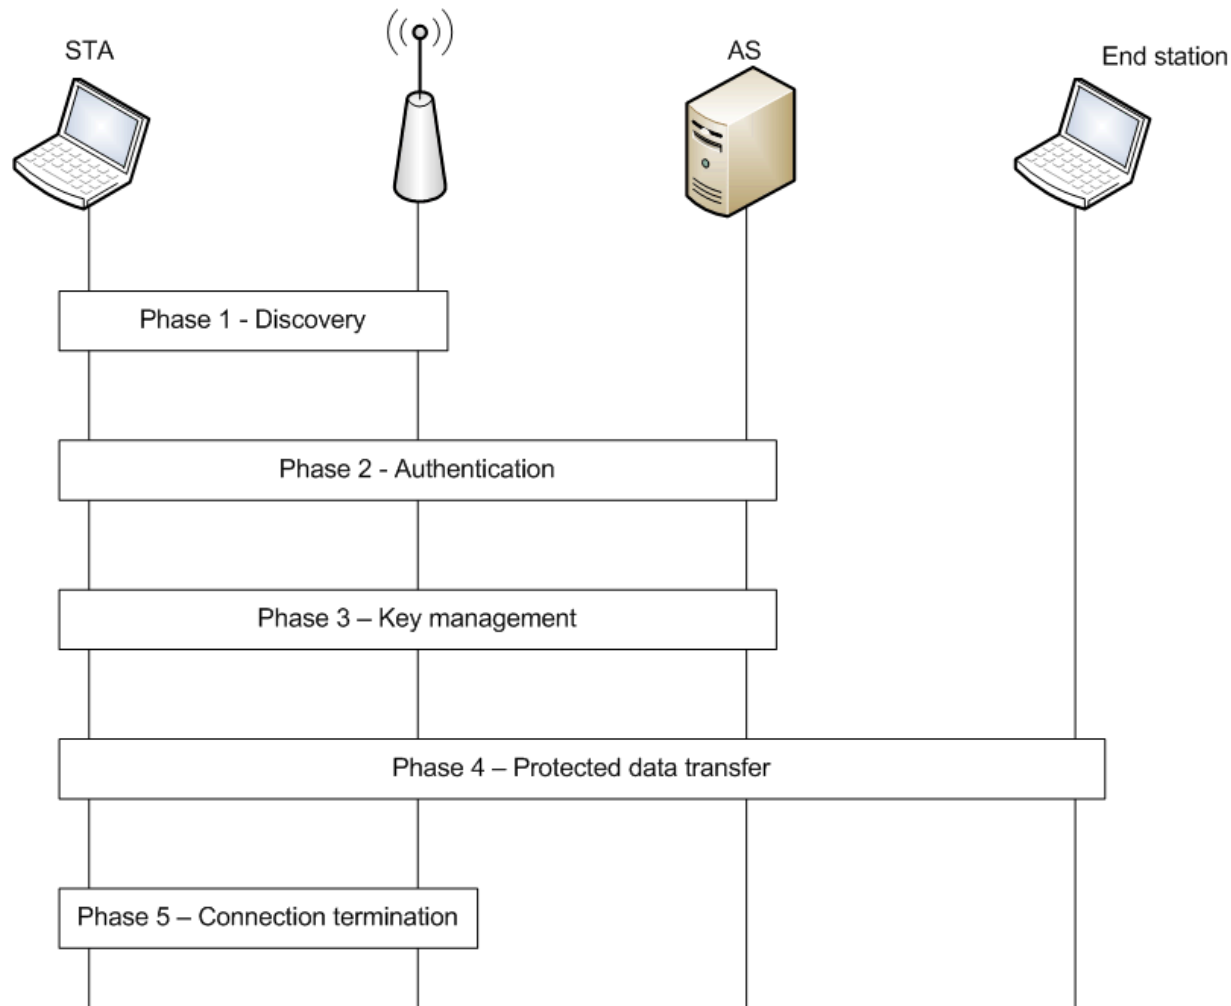 STA
AS
End station
Phase 1 - Discovery
Phase 2 - Authentication
Phase 3 – Key management
Phase 4 – Protected data transfer
Phase 5 – Connection termination